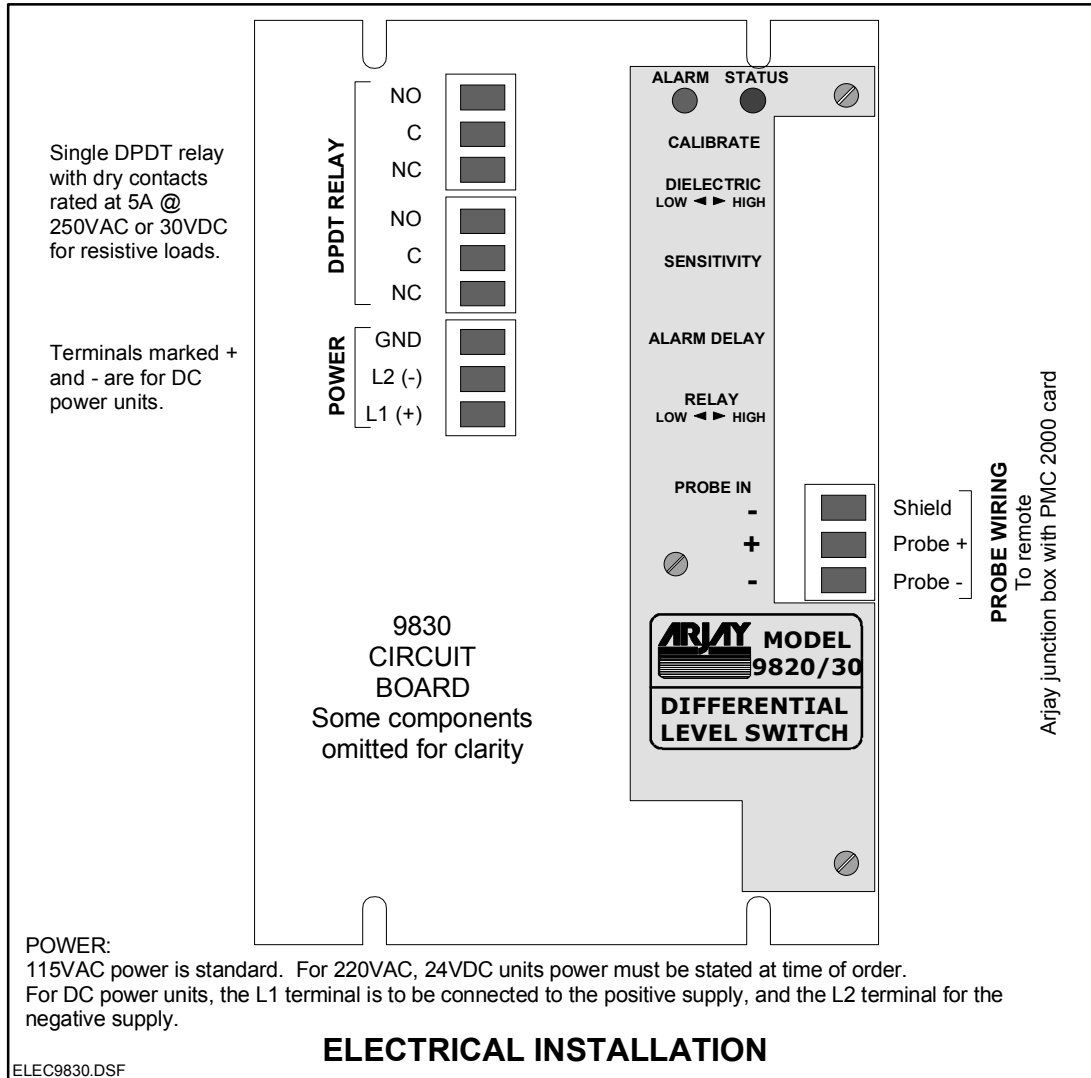 Single DPDT relay
with dry contacts
rated at 5A @
250VAC or 30VDC
for resistive loads.
Terminals marked +
and - are for DC
power units.
DPDT RELAY
NO
C
NC
NO
C
NC
POWER
GND
L2 (-)
L1 (+)
9830
CIRCUIT
BOARD
Some components
omitted for clarity
ALARM STATUS
CALIBRATE
DIELECTRIC
LOW ◄ ► HIGH
SENSITIVITY
ALARM DELAY
RELAY
LOW ◄ ► HIGH
PROBE IN
-
+
-
ARJAY
MODEL
9820/30
DIFFERENTIAL
LEVEL SWITCH
Shield
Probe +
Probe -
PROBE WIRING
To remote
Arjay junction box with PMC 2000 card
POWER:
115VAC power is standard. For 220VAC, 24VDC units power must be stated at time of order.
For DC power units, the L1 terminal is to be connected to the positive supply, and the L2 terminal for the
negative supply.
ELECTRICAL INSTALLATION
ELEC9830.DSF